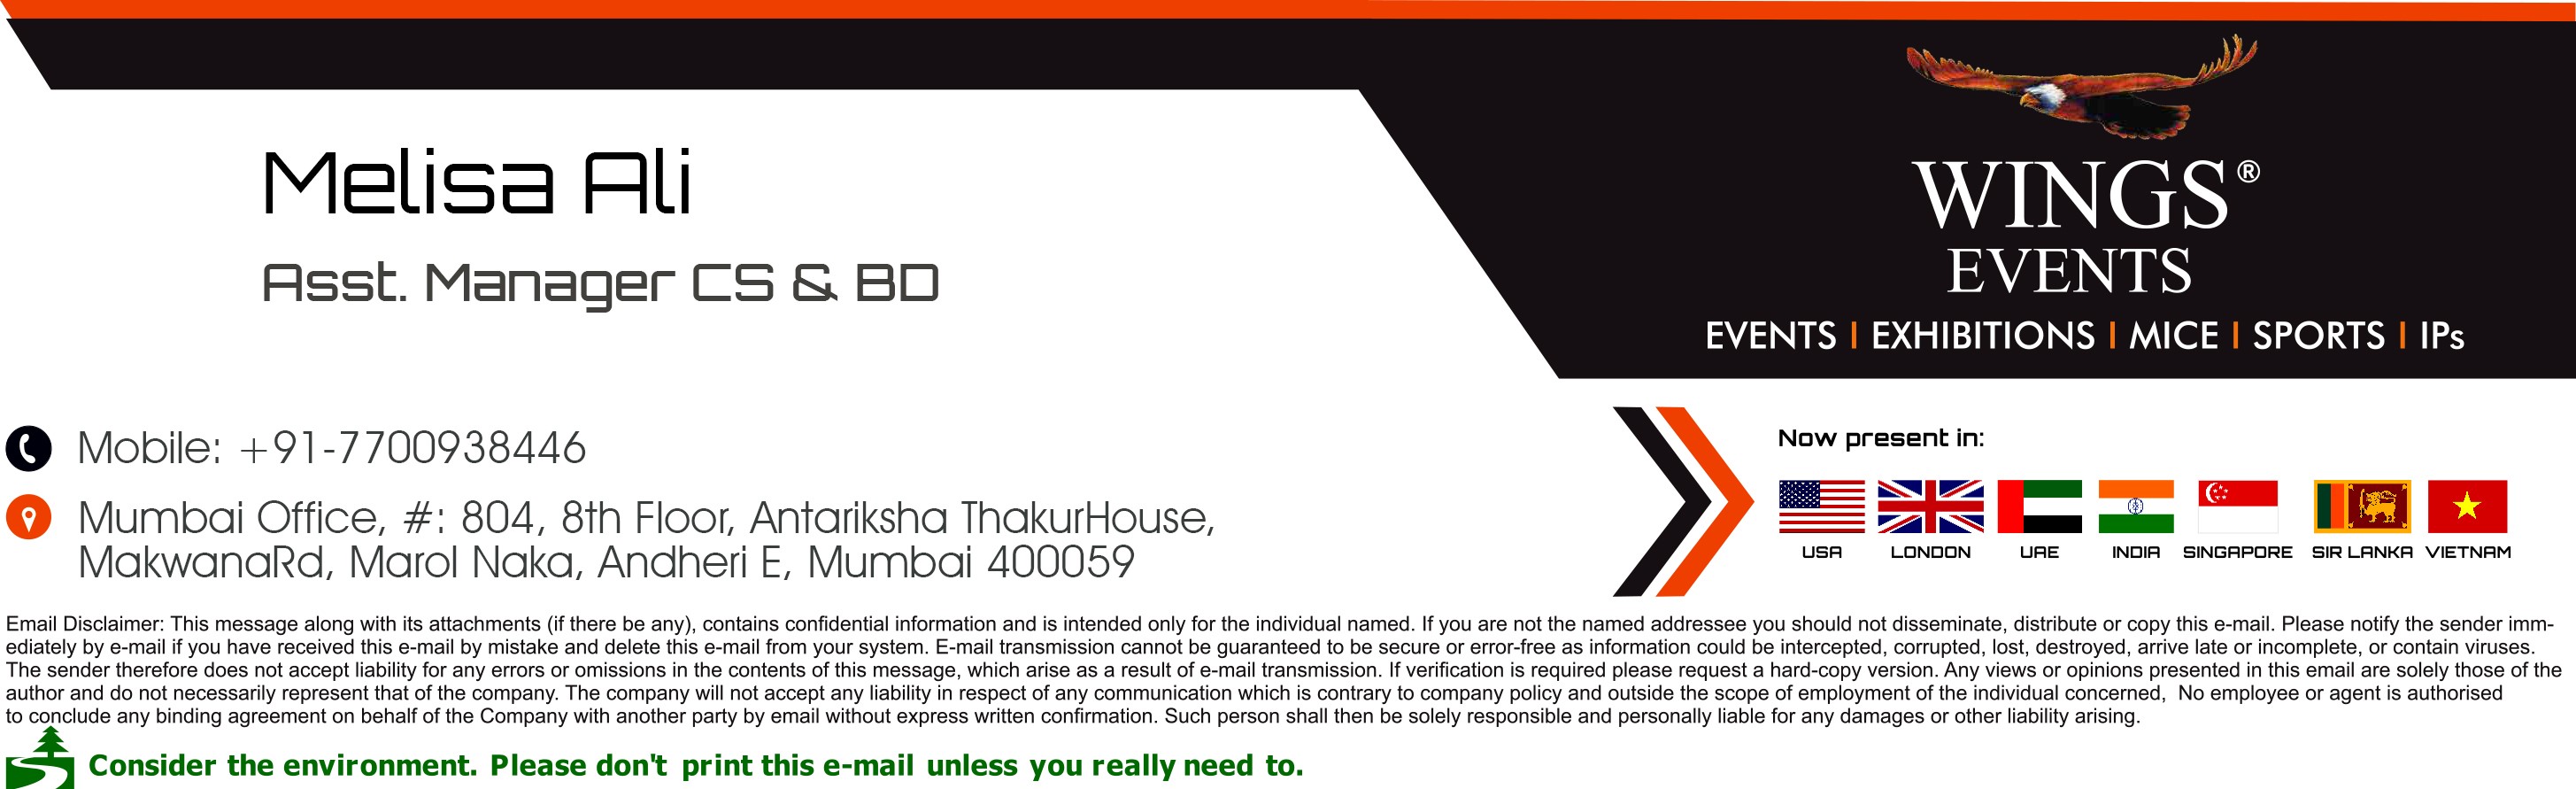 Melisa Ali
Asst. Manager CS & BD
WINGS®
EVENTS
EVENTS | EXHIBITIONS | MICE | SPORTS | IPs
Mobile: +91-7700938446
Mumbai Office, #: 804, 8th Floor, Antariksha ThakurHouse,
MakwanaRd, Marol Naka, Andheri E, Mumbai 400059
Now present in:
USA LONDON UAE INDIA SINGAPORE SIR LANKA VIETNAM
Email Disclaimer: This message along with its attachments (if there be any), contains confidential information and is intended only for the individual named. If you are not the named addressee you should not disseminate, distribute or copy this e-mail. Please notify the sender imm-
ediately by e-mail if you have received this e-mail by mistake and delete this e-mail from your system. E-mail transmission cannot be guaranteed to be secure or error-free as information could be intercepted, corrupted, lost, destroyed, arrive late or incomplete, or contain viruses.
The sender therefore does not accept liability for any errors or omissions in the contents of this message, which arise as a result of e-mail transmission. If verification is required please request a hard-copy version. Any views or opinions presented in this email are solely those of the
author and do not necessarily represent that of the company. The company will not accept any liability in respect of any communication which is contrary to company policy and outside the scope of employment of the individual concerned, No employee or agent is authorised
to conclude any binding agreement on behalf of the Company with another party by email without express written confirmation. Such person shall then be solely responsible and personally liable for any damages or other liability arising.
Consider the environment. Please don't print this e-mail unless you really need to.